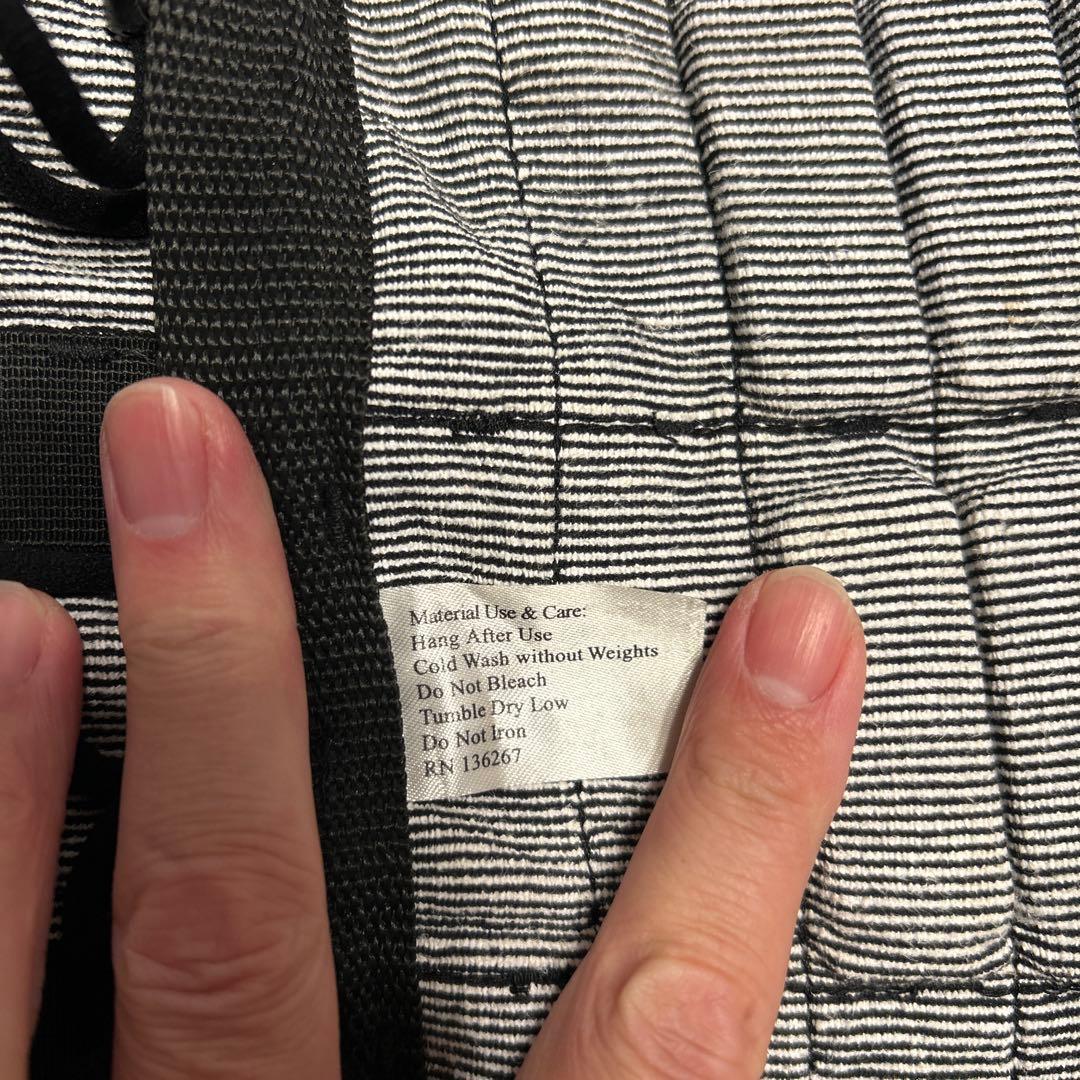 Material Use & Care:
Hang After Use
Cold Wash without Weights
Do Not Bleach
Tumble Dry Low
Do Not Iron
RN 136267